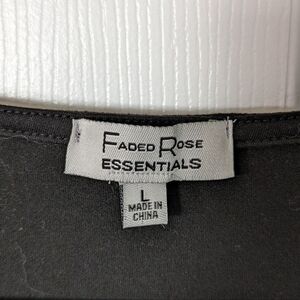 FADED ROSE
ESSENTIALS
L
MADE IN
CHINA